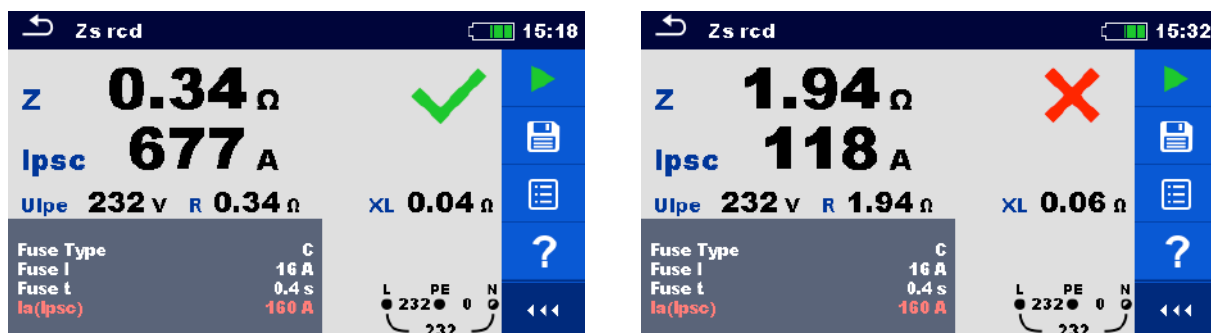 Zs rcd 15:18
Z 0.34 Ω
Ipsc 677 A
Ulpe 232 V R 0.34 Ω XL 0.04 Ω
Fuse Type C
Fuse I 16 A
Fuse t 0.4 s
Ia(Ipsc) 160 A
L PE N
232 0
232
?
Zs rcd 15:32
Z 1.94 Ω
Ipsc 118 A
Ulpe 232 V R 1.94 Ω XL 0.06 Ω
Fuse Type C
Fuse I 16 A
Fuse t 0.4 s
Ia(Ipsc) 160 A
L PE N
232 0
232
?